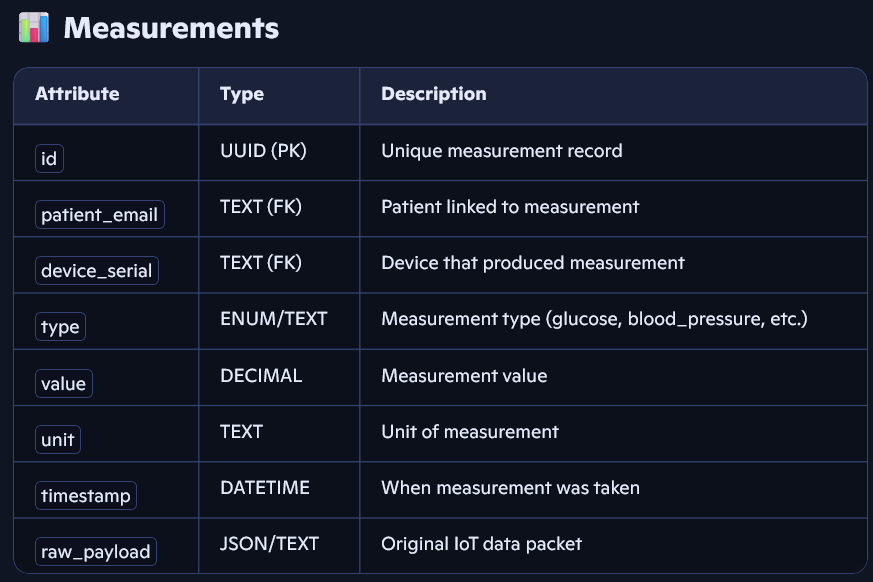 Measurements
Attribute Type Description
id UUID (PK) Unique measurement record
patient_email TEXT (FK) Patient linked to measurement
device_serial TEXT (FK) Device that produced measurement
type ENUM/TEXT Measurement type (glucose, blood_pressure, etc.)
value DECIMAL Measurement value
unit TEXT Unit of measurement
timestamp DATETIME When measurement was taken
raw_payload JSON/TEXT Original IoT data packet